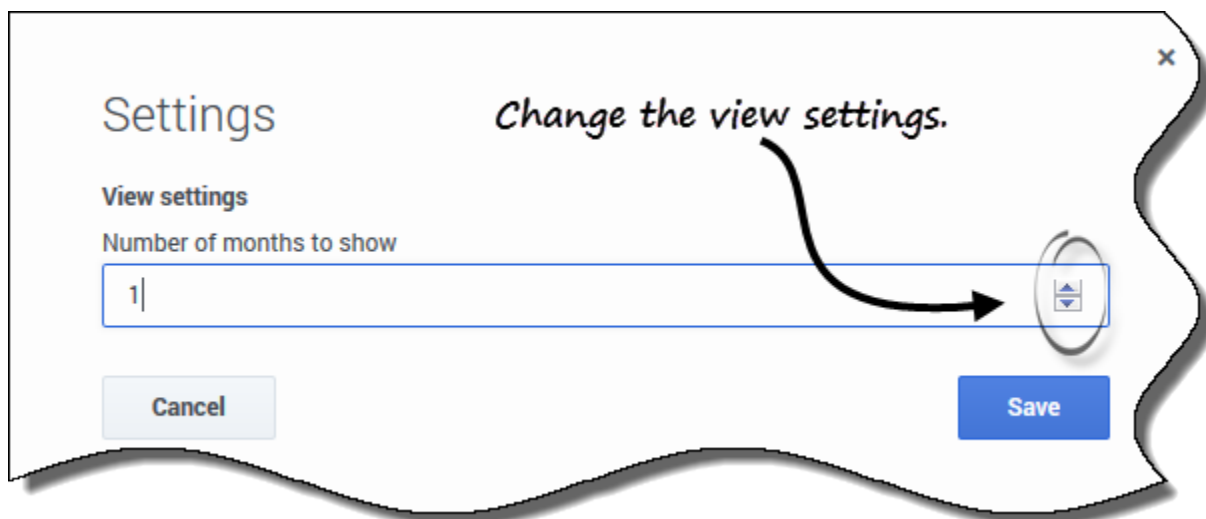 Settings
Change the view settings.
View settings
Number of months to show
1
Cancel
Save